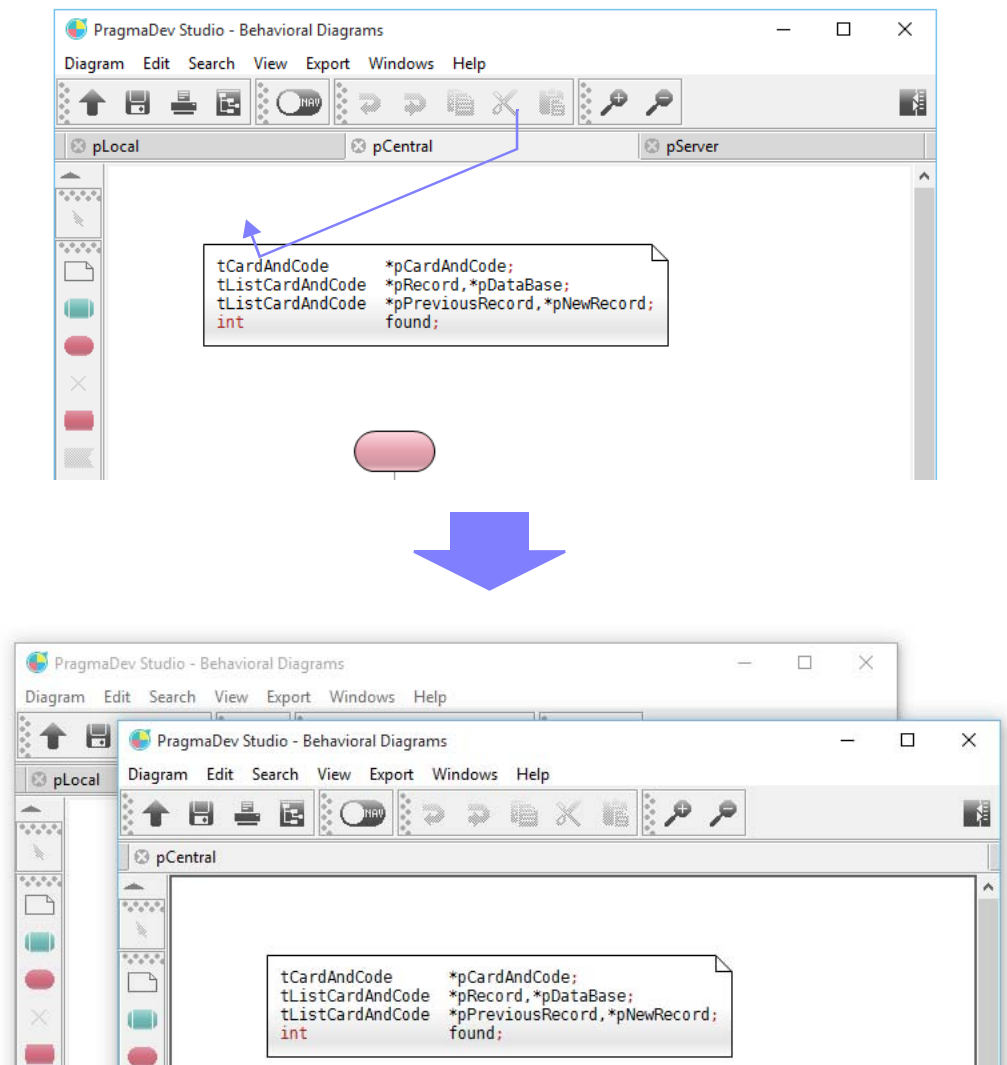 PragmaDev Studio - Behavioral Diagrams
Diagram Edit Search View Export Windows Help
NAV
pLocal pCentral pServer
tCardAndCode *pCardAndCode;
tListCardAndCode *pRecord,*pDataBase;
tListCardAndCode *pPreviousRecord,*pNewRecord;
int found;
PragmaDev Studio - Behavioral Diagrams
Diagram Edit Search View Export Windows Help
pLocal
PragmaDev Studio - Behavioral Diagrams
Diagram Edit Search View Export Windows Help
NAV
pCentral
tCardAndCode *pCardAndCode;
tListCardAndCode *pRecord,*pDataBase;
tListCardAndCode *pPreviousRecord,*pNewRecord;
int found;